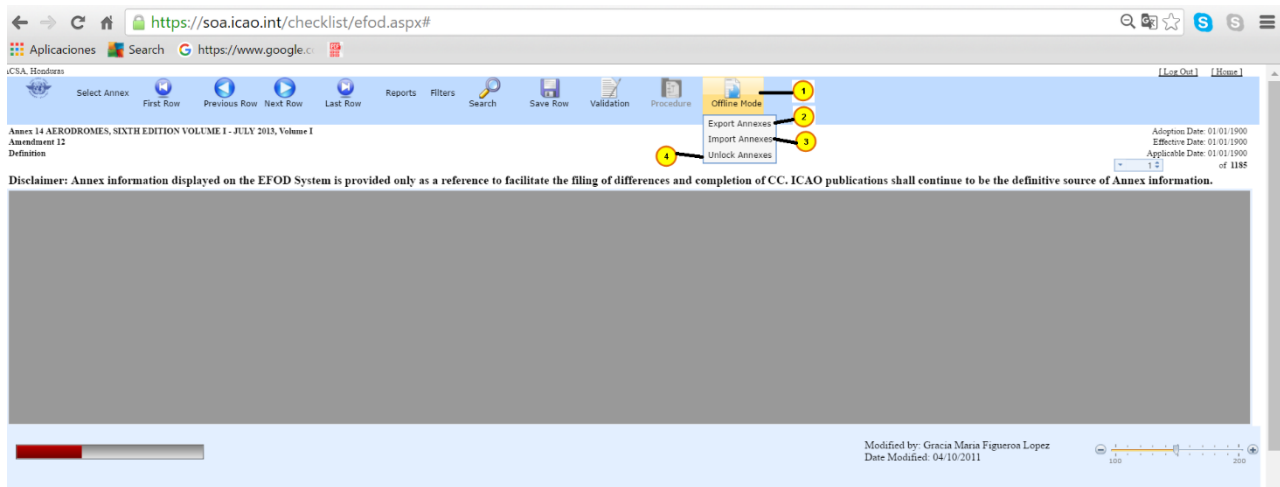 https://soa.icao.int/checklist/efod.aspx#
Aplicaciones Search https://www.google.c
ACSA, Honduras [ Log Out ] [ Home ]
Select Annex First Row Previous Row Next Row Last Row Reports Filters Search Save Row Validation Procedure Offline Mode 1
Export Annexes 2
Import Annexes 3
4 Unlock Annexes
Annex 14 AERODROMES, SIXTH EDITION VOLUME I - JULY 2013, Volume I
Amendment 12
Definition
Adoption Date: 01/01/1900
Effective Date: 01/01/1900
Applicable Date: 01/01/1900
1 of 1185
Disclaimer: Annex information displayed on the EFOD System is provided only as a reference to facilitate the filing of differences and completion of CC. ICAO publications shall continue to be the definitive source of Annex information.
Modified by: Gracia Maria Figueroa Lopez
Date Modified: 04/10/2011
100 200